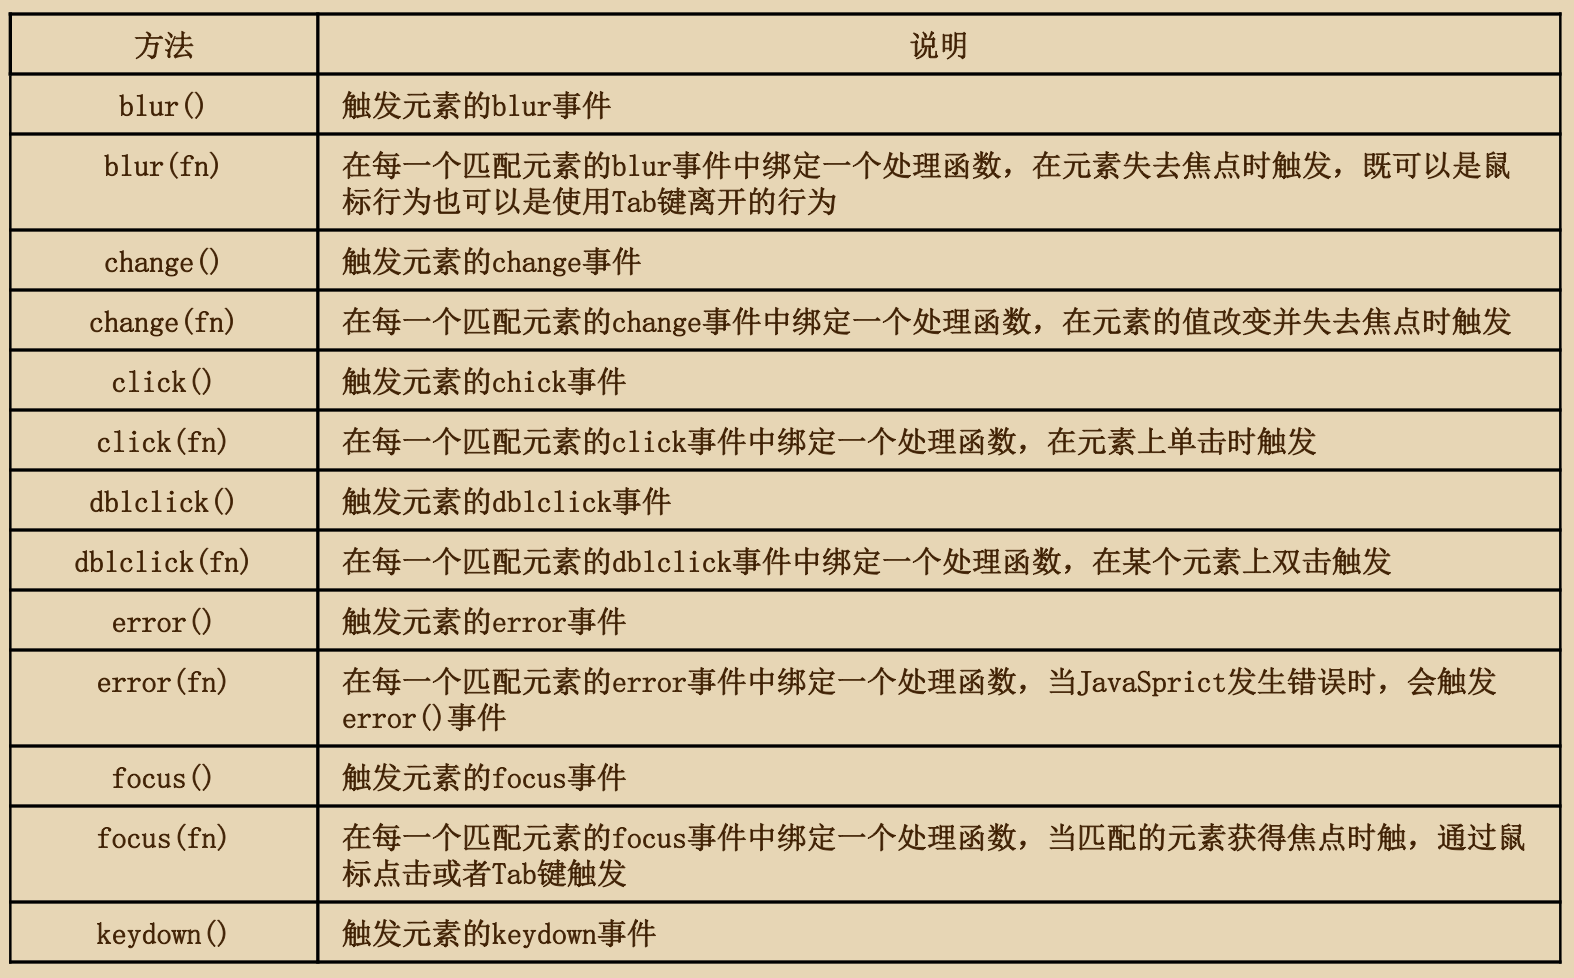 方法 说明
blur() 触发元素的blur事件
blur(fn) 在每一个匹配元素的blur事件中绑定一个处理函数，在元素失去焦点时触发，既可以是鼠
标行为也可以是使用Tab键离开的行为
change() 触发元素的change事件
change(fn) 在每一个匹配元素的change事件中绑定一个处理函数，在元素的值改变并失去焦点时触发
click() 触发元素的chick事件
click(fn) 在每一个匹配元素的click事件中绑定一个处理函数，在元素上单击时触发
dblclick() 触发元素的dblclick事件
dblclick(fn) 在每一个匹配元素的dblclick事件中绑定一个处理函数，在某个元素上双击触发
error() 触发元素的error事件
error(fn) 在每一个匹配元素的error事件中绑定一个处理函数，当JavaSprict发生错误时，会触发
error()事件
focus() 触发元素的focus事件
focus(fn) 在每一个匹配元素的focus事件中绑定一个处理函数，当匹配的元素获得焦点时触，通过鼠
标点击或者Tab键触发
keydown() 触发元素的keydown事件